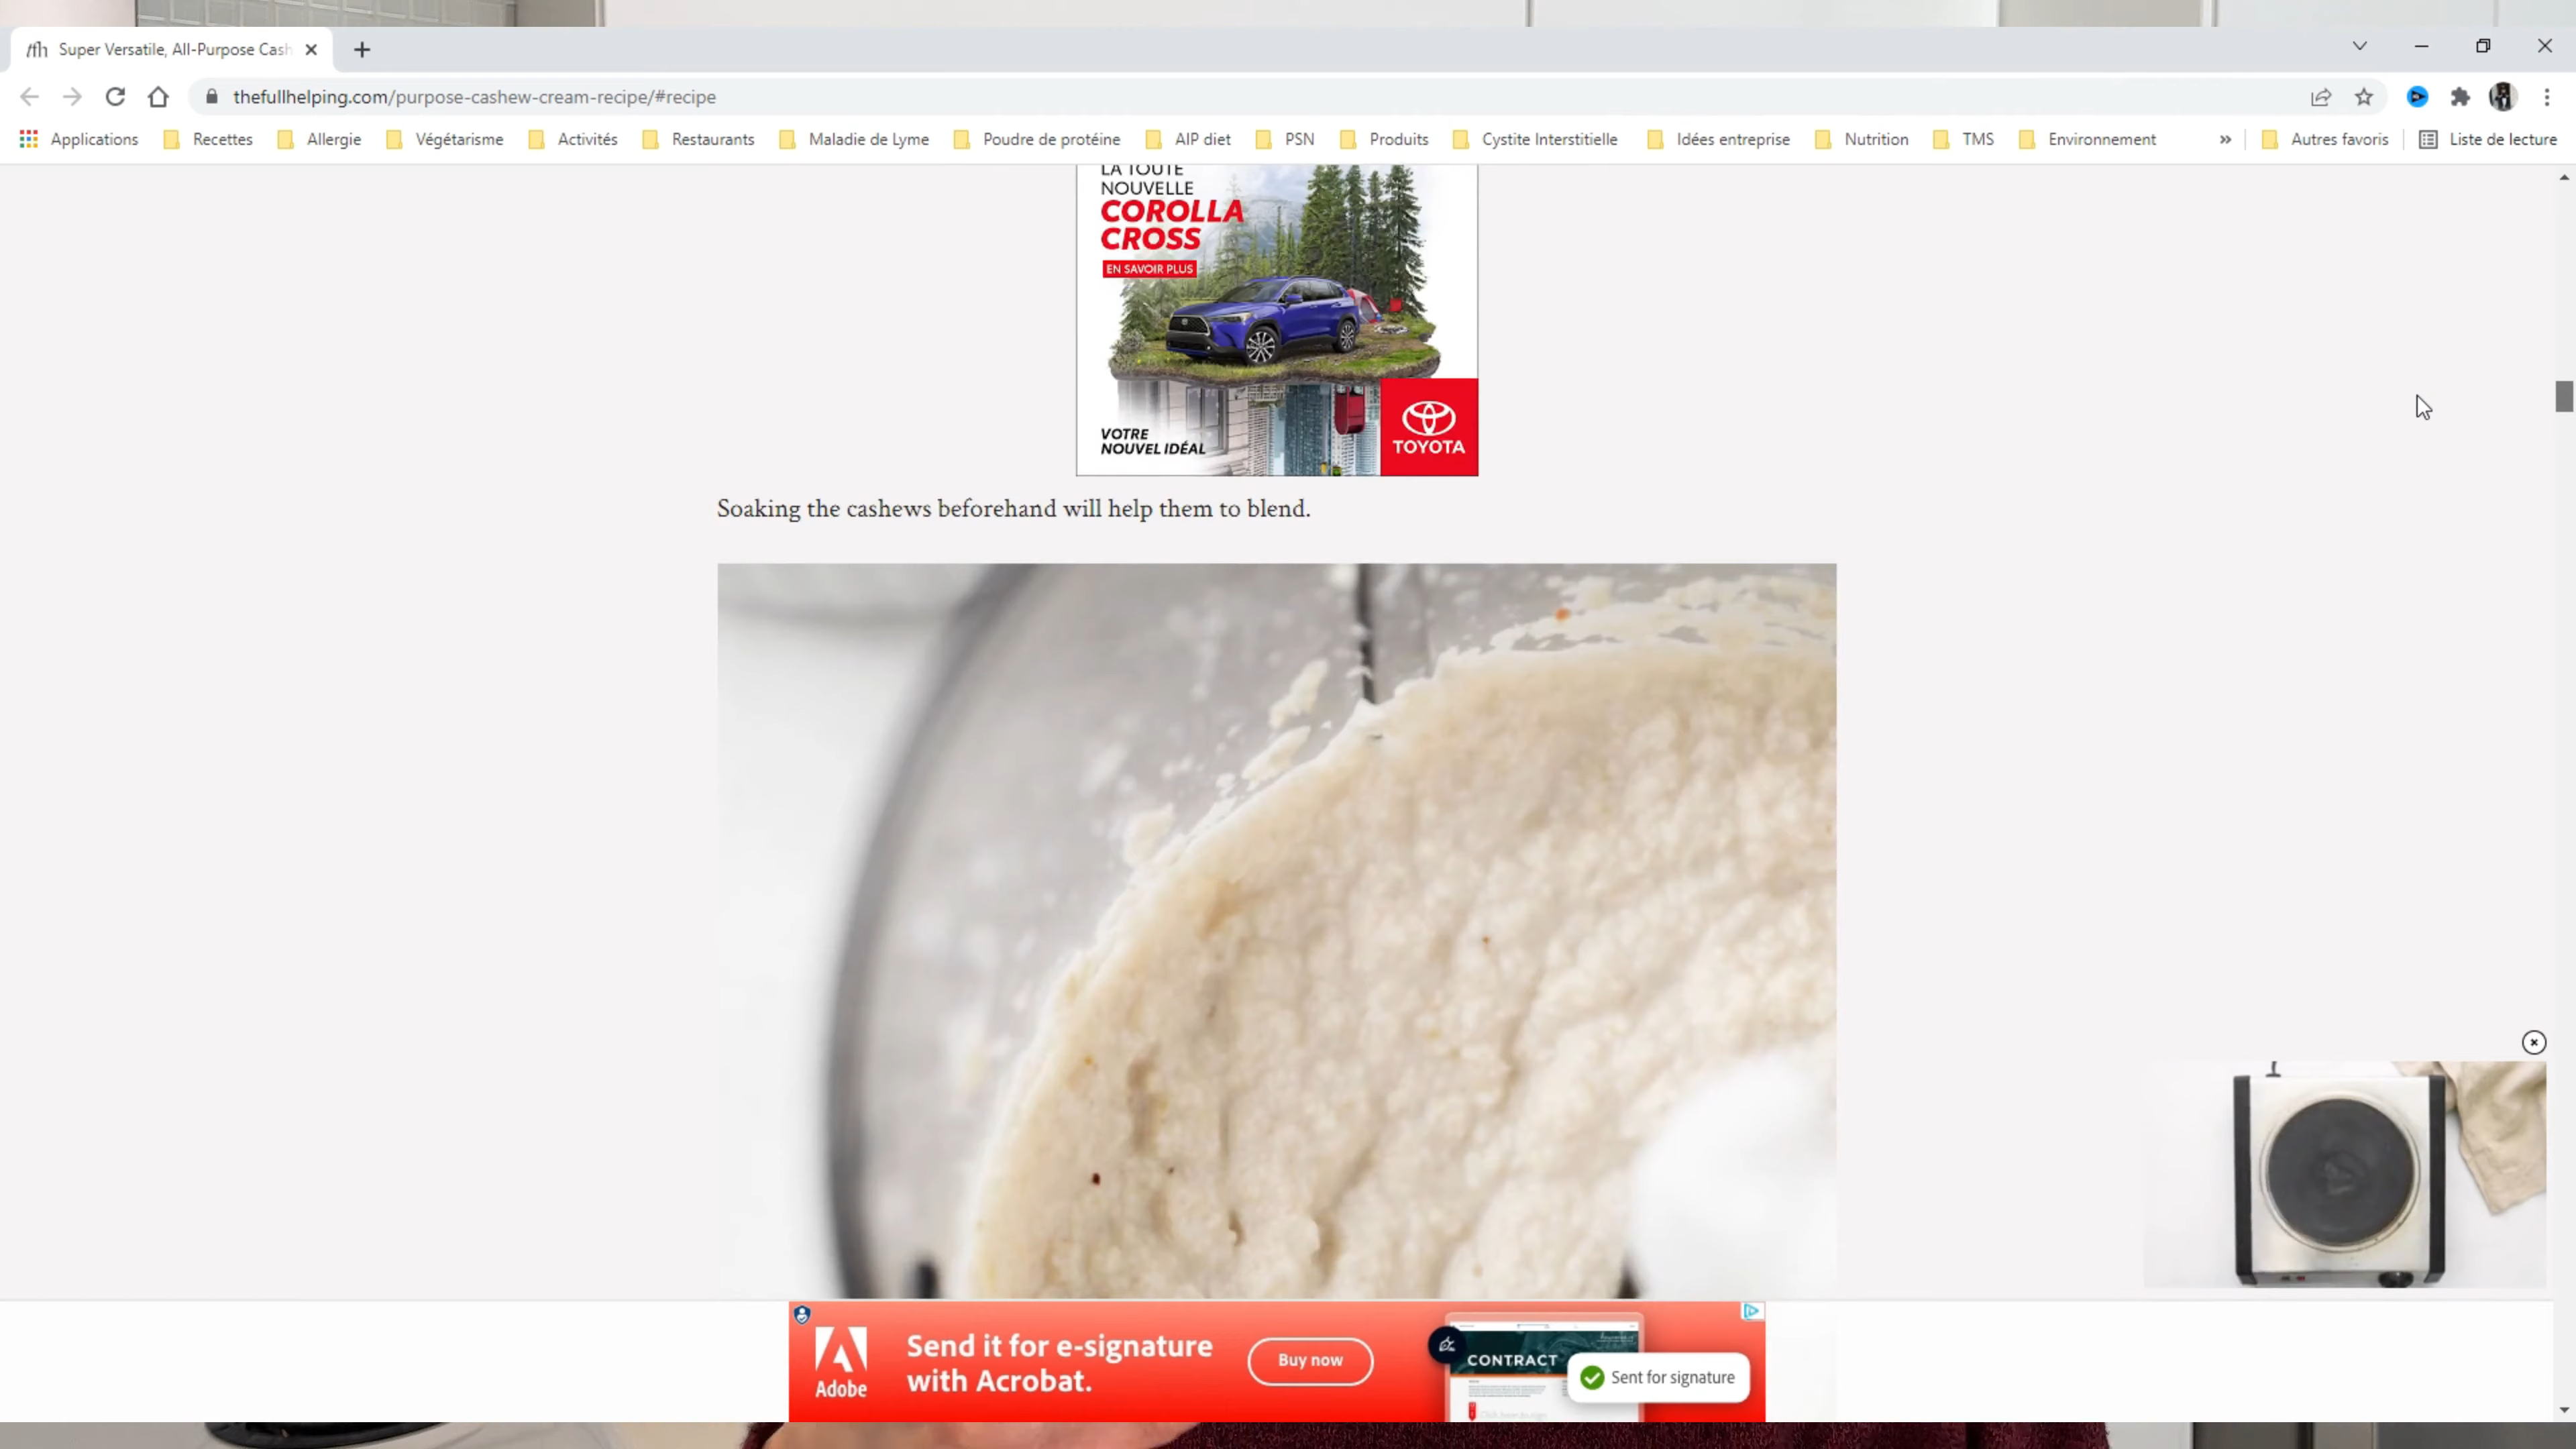 Super Versatile, All-Purpose Cash
thefullhelping.com/purpose-cashew-cream-recipe/#recipe
Applications Recettes Allergie Végétarisme Activités Restaurants Maladie de Lyme Poudre de protéine AIP diet PSN Produits Cystite Interstitielle Idées entreprise Nutrition TMS Environnement » Autres favoris Liste de lecture
LA TOUTE
NOUVELLE
COROLLA
CROSS
EN SAVOIR PLUS
VOTRE
NOUVEL IDÉAL
TOYOTA
Soaking the cashews beforehand will help them to blend.
Adobe
Send it for e-signature
with Acrobat.
Buy now
CONTRACT
Sent for signature